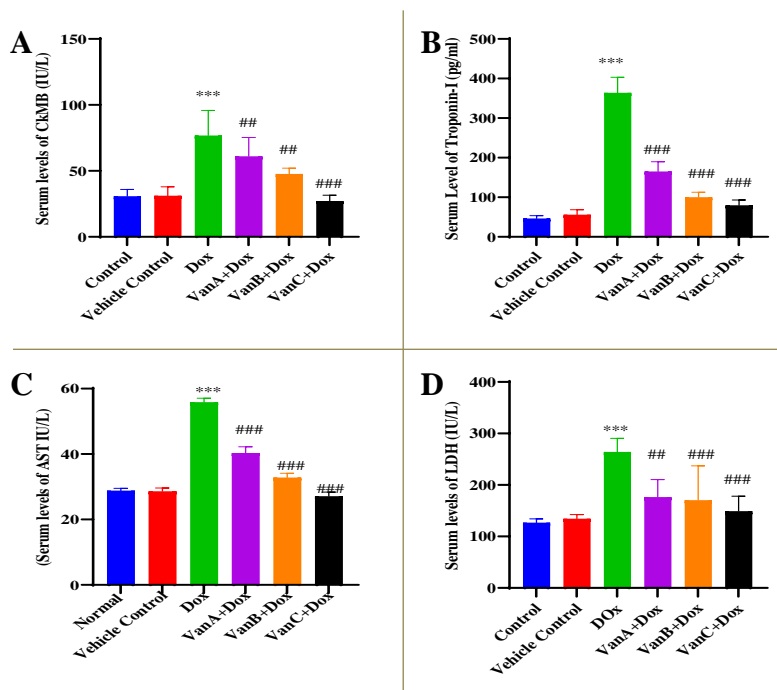 A
Serum levels of CkMB (IU/L)
150
100
50
0
***
##
##
###
Control
Vehicle Control
Dox
VanA+Dox
VanB+Dox
VanC+Dox
B
Serum Level of Troponin-I (pg/ml)
500
400
300
200
100
0
***
###
###
###
Control
Vehicle Control
Dox
VanA+Dox
VanB+Dox
VanC+Dox
C
(Serum levels of AST IU/L)
60
40
20
0
***
###
###
###
Normal
Vehicle Control
Dox
VanA+Dox
VanB+Dox
VanC+Dox
D
Serum levels of LDH (IU/L)
400
300
200
100
0
***
##
###
###
Control
Vehicle Control
DOx
VanA+Dox
VanB+Dox
VanC+Dox